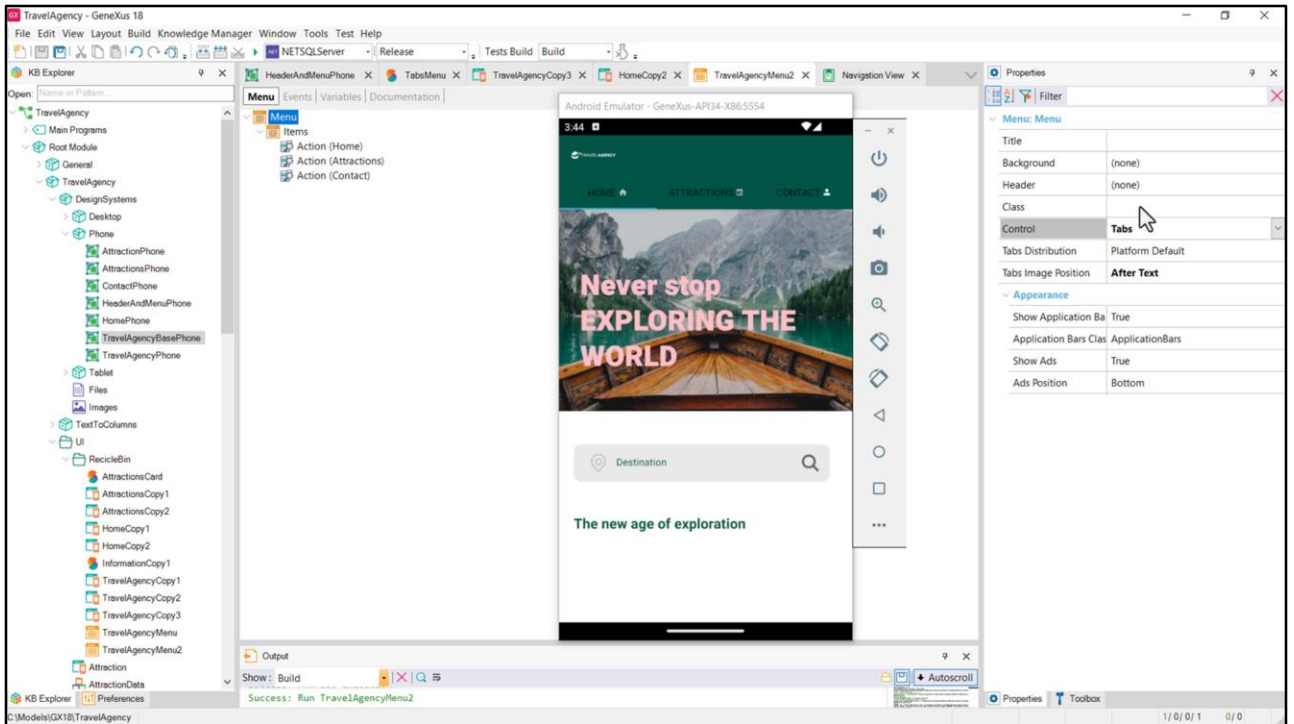 TravelAgency - GeneXus 18
File Edit View Layout Build Knowledge Manager Window Tools Test Help
NETSQLServer Release Tests Build Build
KB Explorer
Open: Name or Pattern...
TravelAgency
Main Programs
Root Module
General
TravelAgency
DesignSystems
Desktop
Phone
AttractionPhone
AttractionsPhone
ContactPhone
HeaderAndMenuPhone
HomePhone
TravelAgencyBasePhone
TravelAgencyPhone
Tablet
Files
Images
TextToColumns
UI
RecicleBin
AttractionsCard
AttractionsCopy1
AttractionsCopy2
HomeCopy1
HomeCopy2
InformationCopy1
TravelAgencyCopy1
TravelAgencyCopy2
TravelAgencyCopy3
TravelAgencyMenu
TravelAgencyMenu2
Attraction
AttractionData
KB Explorer Preferences
C:\Models\GX18\TravelAgency
HeaderAndMenuPhone TabsMenu TravelAgencyCopy3 HomeCopy2 TravelAgencyMenu2 Navigation View
Menu Events Variables Documentation
Menu
Items
Action (Home)
Action (Attractions)
Action (Contact)
Android Emulator - GeneXus-API34-X86:5554
3:44
TRAVEL AGENCY
HOME ATTRACTIONS CONTACT
Never stop
EXPLORING THE
WORLD
Destination
The new age of exploration
Output
Show: Build Autoscroll
Success: Run TravelAgencyMenu2
Properties
Filter
Menu: Menu
Title
Background (none)
Header (none)
Class
Control Tabs
Tabs Distribution Platform Default
Tabs Image Position After Text
Appearance
Show Application Ba True
Application Bars Clas ApplicationBars
Show Ads True
Ads Position Bottom
Properties Toolbox
1/0/0/1 0/0